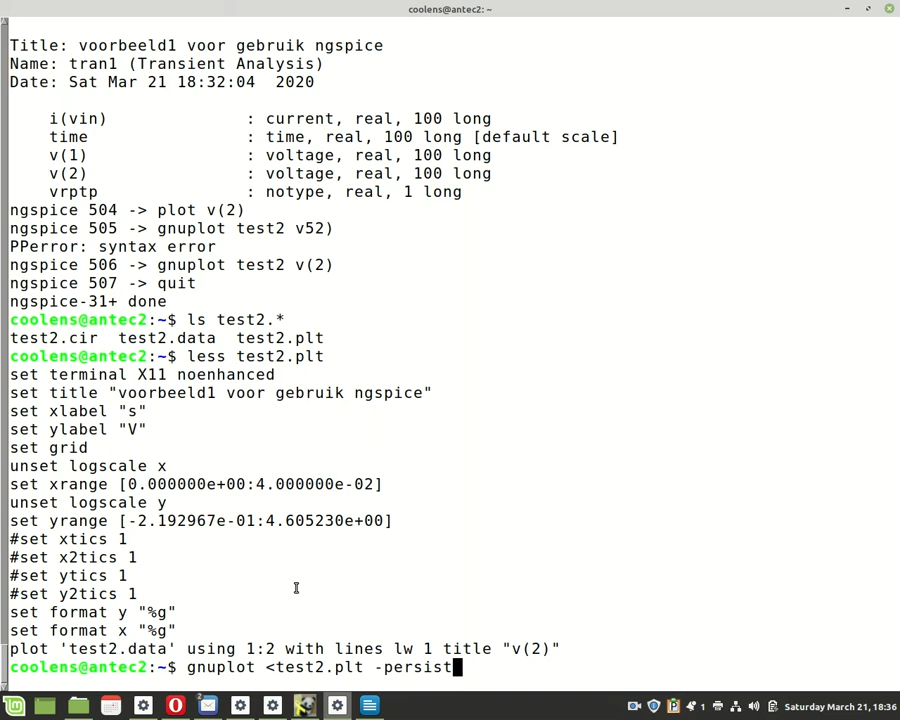 coolens@antec2: ~
Title: voorbeeld1 voor gebruik ngspice
Name: tran1 (Transient Analysis)
Date: Sat Mar 21 18:32:04  2020
i(vin) : current, real, 100 long
time : time, real, 100 long [default scale]
v(1) : voltage, real, 100 long
v(2) : voltage, real, 100 long
vrptp : notype, real, 1 long
ngspice 504 -> plot v(2)
ngspice 505 -> gnuplot test2 v52)
PPerror: syntax error
ngspice 506 -> gnuplot test2 v(2)
ngspice 507 -> quit
ngspice-31+ done
coolens@antec2:~$ ls test2.*
test2.cir  test2.data  test2.plt
coolens@antec2:~$ less test2.plt
set terminal X11 noenhanced
set title "voorbeeld1 voor gebruik ngspice"
set xlabel "s"
set ylabel "V"
set grid
unset logscale x
set xrange [0.000000e+00:4.000000e-02]
unset logscale y
set yrange [-2.192967e-01:4.605230e+00]
#set xtics 1
#set x2tics 1
#set ytics 1
#set y2tics 1
set format y "%g"
set format x "%g"
plot 'test2.data' using 1:2 with lines lw 1 title "v(2)"
coolens@antec2:~$ gnuplot <test2.plt -persist
2
1
Saturday March 21, 18:36